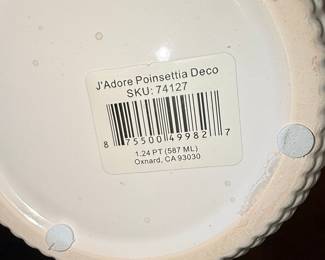 J'Adore Poinsettia Deco
SKU: 74127
8 75500 49982 7
1.24 PT (587 ML)
Oxnard, CA 93030